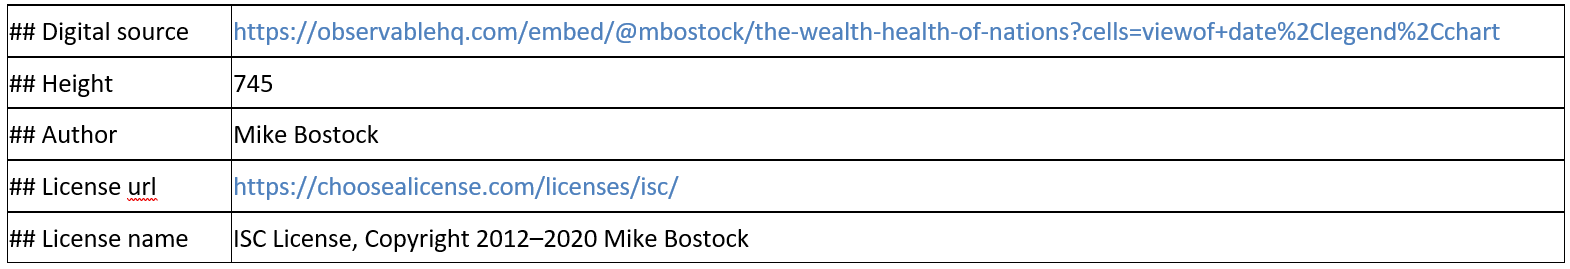 ## Digital source https://observablehq.com/embed/@mbostock/the-wealth-health-of-nations?cells=viewof+date%2Clegend%2Cchart
## Height 745
## Author Mike Bostock
## License url https://choosealicense.com/licenses/isc/
## License name ISC License, Copyright 2012–2020 Mike Bostock